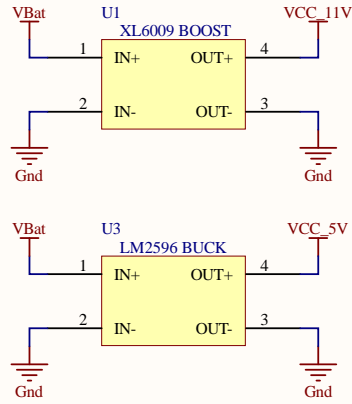 VBat U1 VCC_11V
XL6009 BOOST
1 IN+ OUT+ 4
2 IN- OUT- 3
Gnd Gnd
VBat U3 VCC_5V
LM2596 BUCK
1 IN+ OUT+ 4
2 IN- OUT- 3
Gnd Gnd